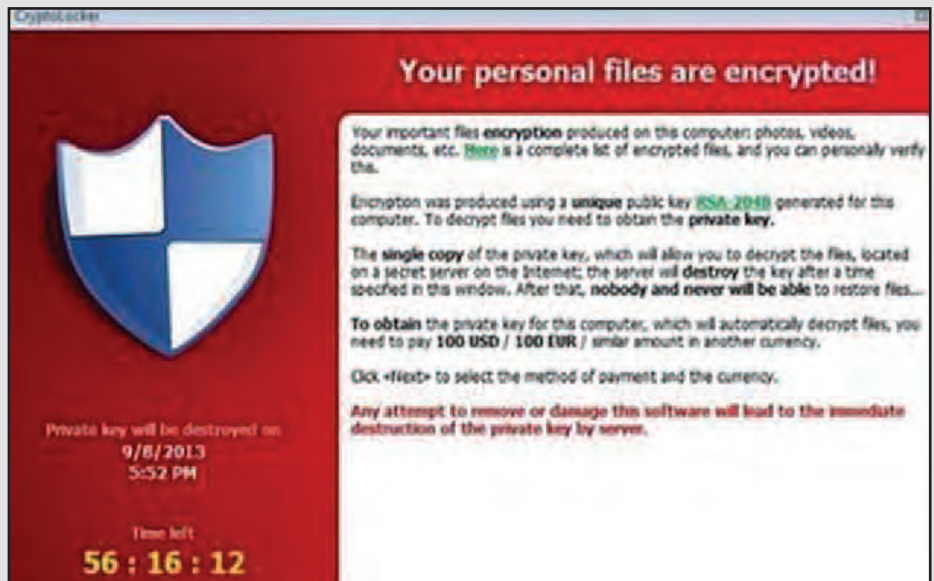 CryptoLocker
Your personal files are encrypted!
Your important files encryption produced on this computer: photos, videos,
documents, etc. Here is a complete list of encrypted files, and you can personally verify
this.
Encryption was produced using a unique public key RSA-2048 generated for this
computer. To decrypt files you need to obtain the private key.
The single copy of the private key, which will allow you to decrypt the files, located
on a secret server on the Internet; the server will destroy the key after a time
specified in this window. After that, nobody and never will be able to restore files...
To obtain the private key for this computer, which will automatically decrypt files, you
need to pay 100 USD / 100 EUR / similar amount in another currency.
Click «Next» to select the method of payment and the currency.
Any attempt to remove or damage this software will lead to the immediate
destruction of the private key by server.
Private key will be destroyed on
9/8/2013
5:52 PM
Time left
56 : 16 : 12